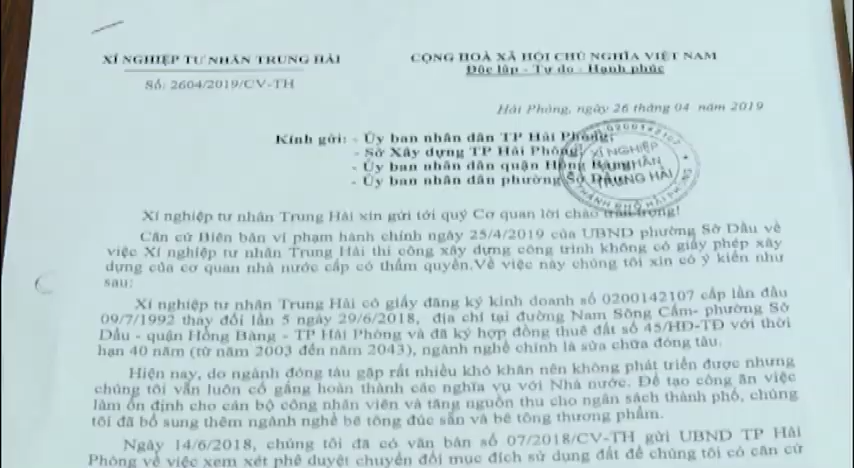 XÍ NGHIỆP TƯ NHÂN TRUNG HẢI
CỘNG HOÀ XÃ HỘI CHỦ NGHĨA VIỆT NAM
Số: 2604/2019/CV-TH
Độc lập - Tự do - Hạnh phúc
Hải Phòng, ngày 26 tháng 04 năm 2019
Kính gửi: - Ủy ban nhân dân TP Hải Phòng;
- Sở Xây dựng TP Hải Phòng;
- Ủy ban nhân dân quận Hồng Bàng;
- Ủy ban nhân dân phường Sở Dầu
0200142107
XÍ NGHIỆP
TƯ NHÂN
TRUNG HẢI
THÀNH PHỐ HẢI PHÒNG
Xí nghiệp tư nhân Trung Hải xin gửi tới quý Cơ quan lời chào trân trọng!
Căn cứ Biên bản vi phạm hành chính ngày 25/4/2019 của UBND phường Sở Dầu về
việc Xí nghiệp tư nhân Trung Hải thi công xây dựng công trình không có giấy phép xây
dựng của cơ quan nhà nước cấp có thẩm quyền.Về việc này chúng tôi xin có ý kiến như
sau:
Xí nghiệp tư nhân Trung Hải có giấy đăng ký kinh doanh số 0200142107 cấp lần đầu
09/7/1992 thay đổi lần 5 ngày 29/6/2018, địa chỉ tại đường Nam Sông Cấm- phường Sở
Dầu - quận Hồng Bàng - TP Hải Phòng và đã ký hợp đồng thuê đất số 45/HĐ-TĐ với thời
hạn 40 năm (từ năm 2003 đến năm 2043), ngành nghề chính là sửa chữa đóng tàu.
Hiện nay, do ngành đóng tàu gặp rất nhiều khó khăn nên không phát triển được nhưng
chúng tôi vẫn luôn cố gắng hoàn thành các nghĩa vụ với Nhà nước. Để tạo công ăn việc
làm ổn định cho cán bộ công nhân viên và tăng nguồn thu cho ngân sách thành phố, chúng
tôi đã bổ sung thêm ngành nghề bê tông đúc sẵn và bê tông thương phẩm.
Ngày 14/6/2018, chúng tôi đã có văn bản số 07/2018/CV-TH gửi UBND TP Hải
Phòng về việc xem xét phê duyệt chuyển đổi mục đích sử dụng đất để chúng tôi có căn cứ